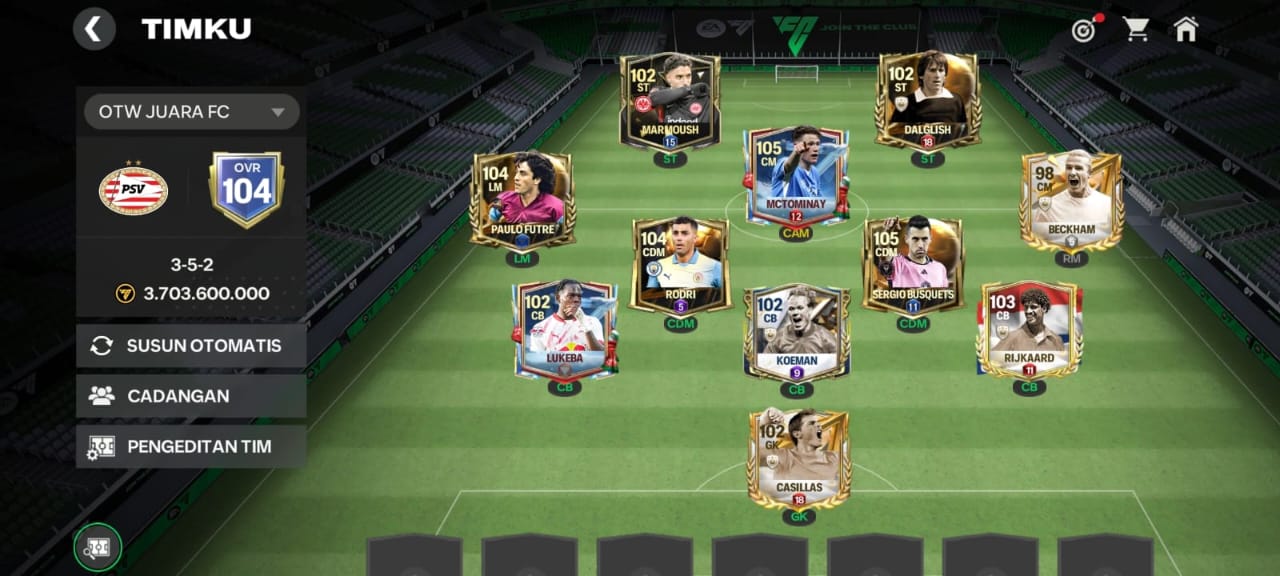 TIMKU
JOIN THE CLUB
OTW JUARA FC
PSV
OVR
104
3-5-2
3.703.600.000
SUSUN OTOMATIS
CADANGAN
PENGEDITAN TIM
102
ST
MARMOUSH
15
ST
102
ST
DALGLISH
18
ST
105
CM
MCTOMINAY
12
CAM
104
LM
PAULO FUTRE
LM
98
CM
BECKHAM
RM
104
CDM
RODRI
5
CDM
105
CDM
SERGIO BUSQUETS
11
CDM
102
CB
LUKEBA
CB
102
CB
KOEMAN
9
CB
103
CB
RIJKAARD
11
CB
102
GK
CASILLAS
18
GK